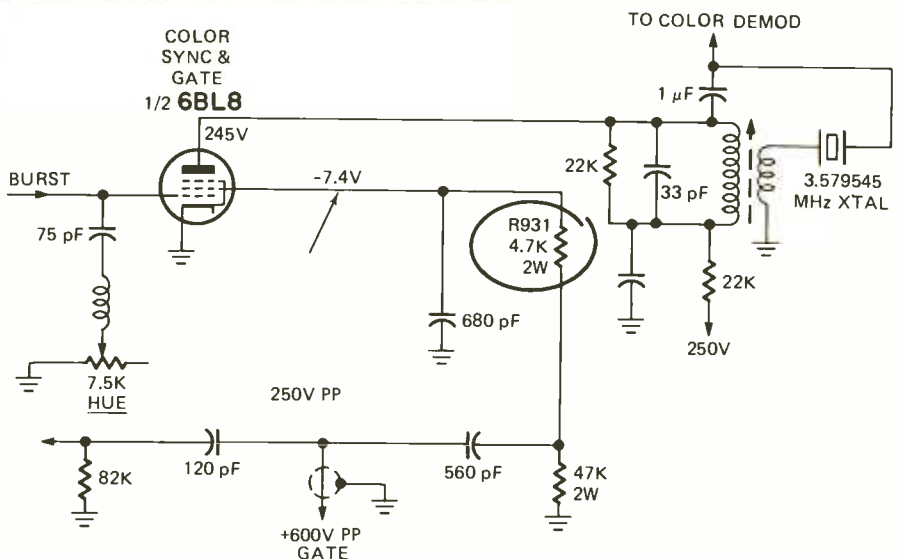 TO COLOR DEMOD
COLOR
SYNC &
GATE
1/2 6BL8
245V
1 µF
BURST
-7.4V
22K
33 pF
3.579545
MHz XTAL
75 pF
R931
4.7K
2W
680 pF
22K
250V
7.5K
HUE
250V PP
82K
120 pF
560 pF
47K
2W
+600V PP
GATE